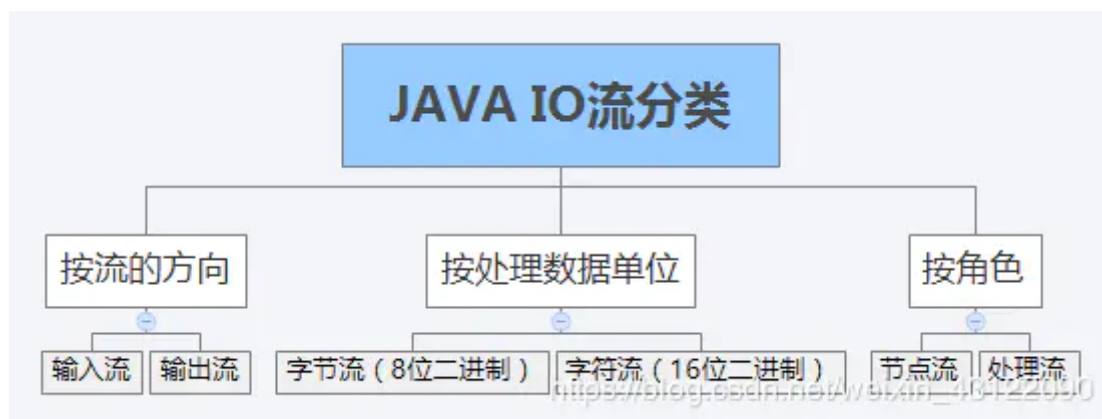 JAVA IO流分类
按流的方向
按处理数据单位
按角色
输入流
输出流
字节流（8位二进制）
字符流（16位二进制）
节点流
处理流
https://blog.csdn.net/weixin_48122090